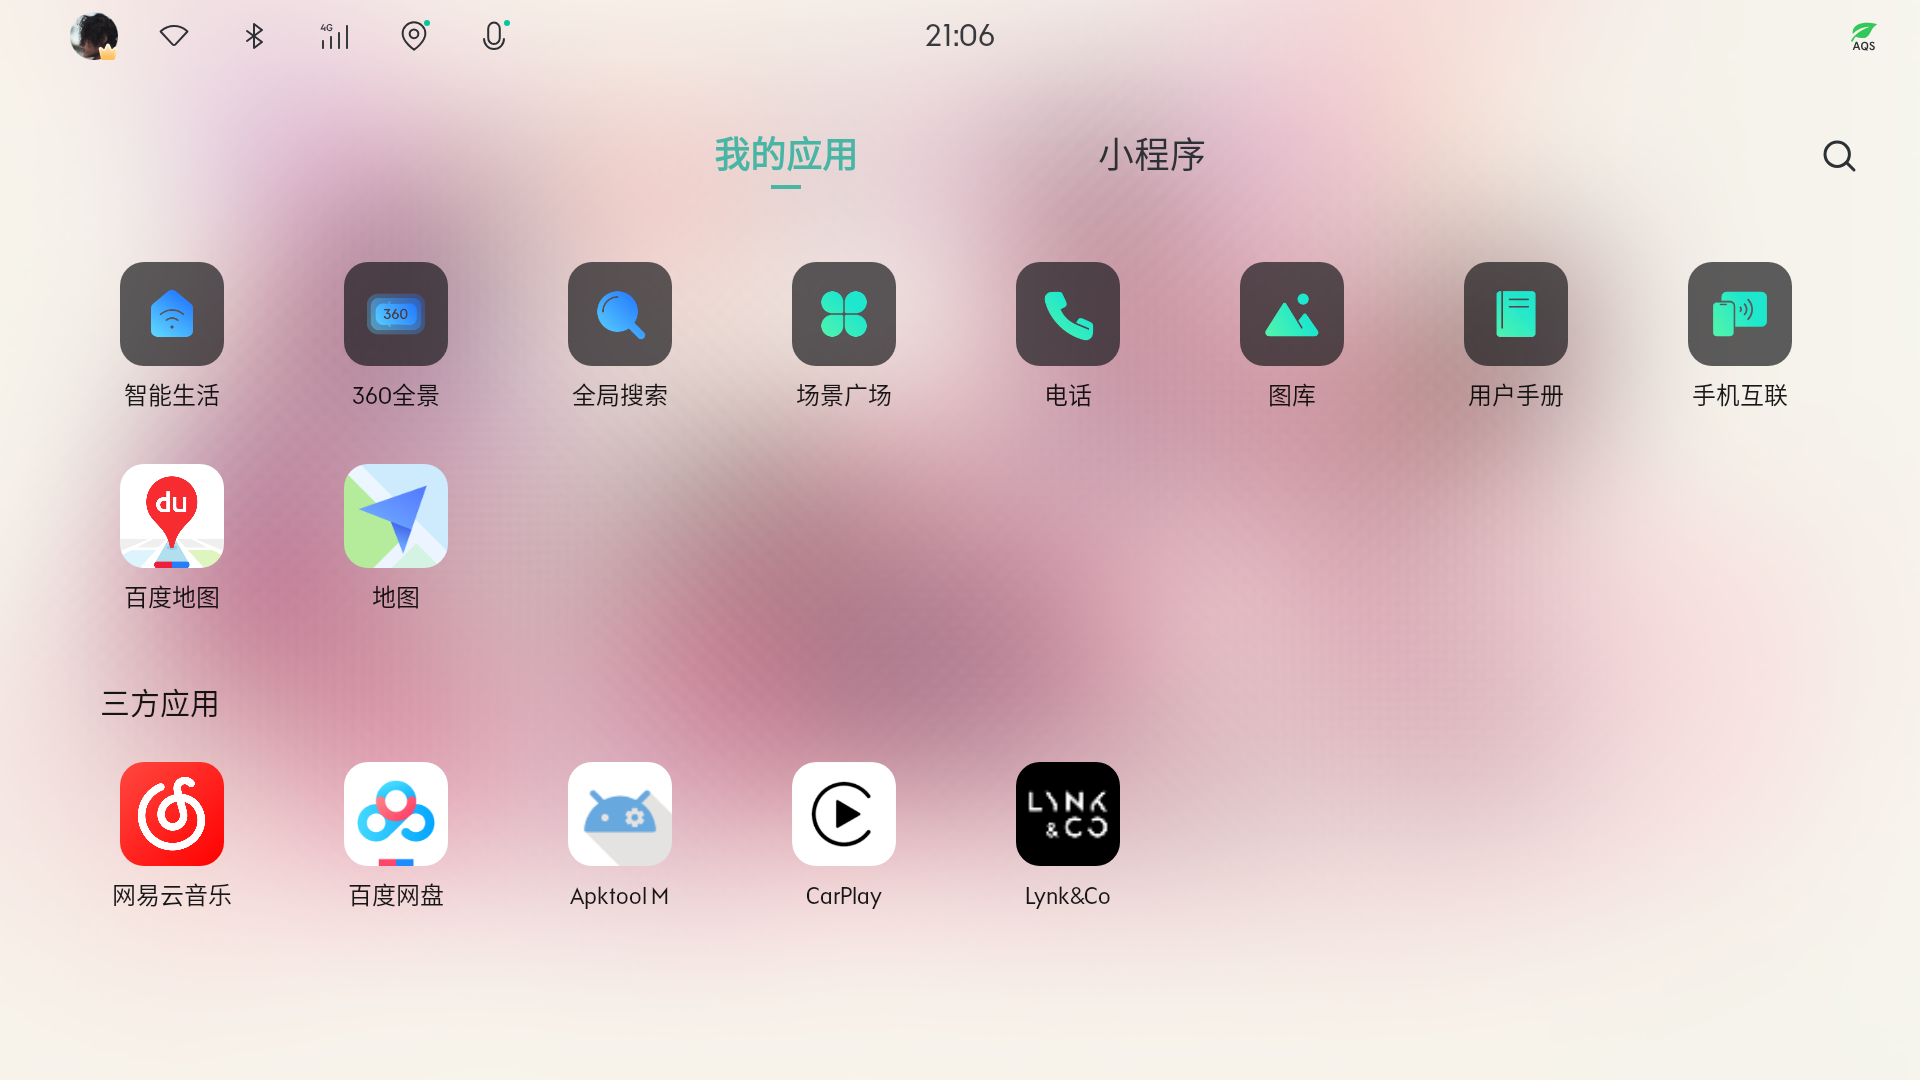 4G
21:06
AQS
我的应用 小程序
360
智能生活 360全景 全局搜索 场景广场 电话 图库 用户手册 手机互联
du
百度地图 地图
三方应用
LYNK
&CO
网易云音乐 百度网盘 Apktool M CarPlay Lynk&Co